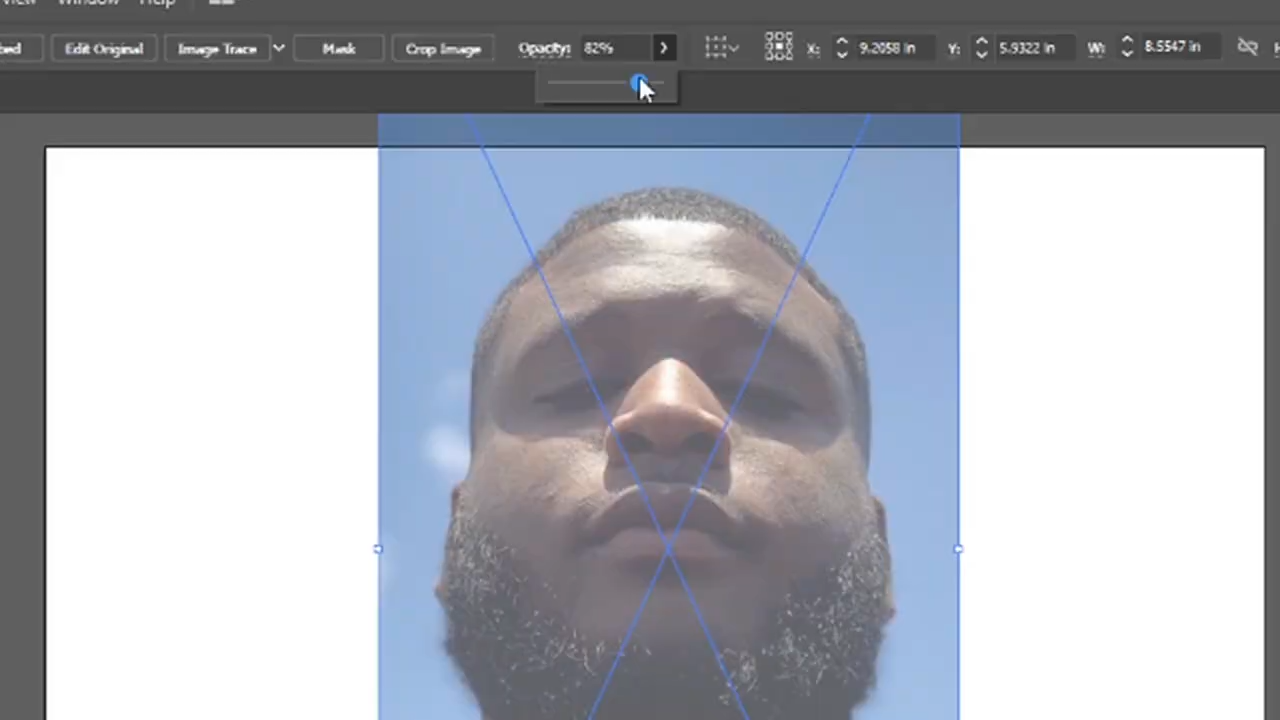 View Window Help
Edit Original Image Trace Mask Crop Image Opacity: 82% X: 9.2058 in Y: 5.9322 in W: 8.5547 in